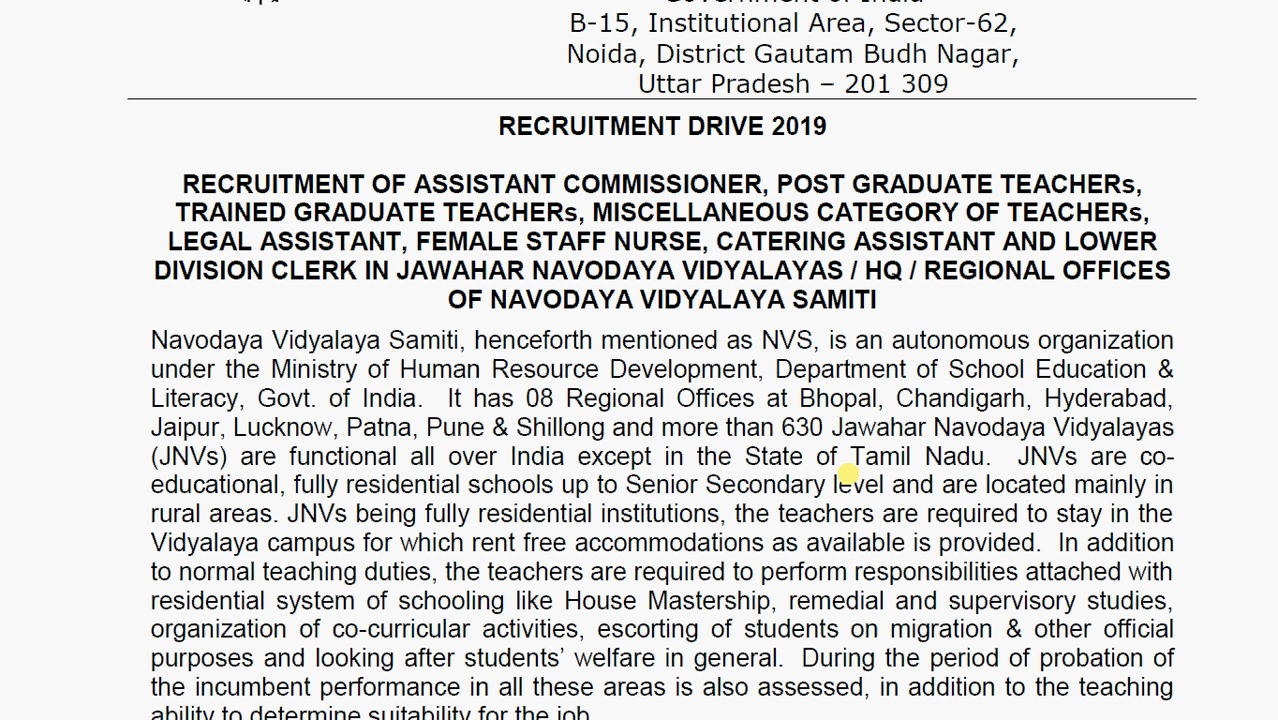 Government of India
B-15, Institutional Area, Sector-62,
Noida, District Gautam Budh Nagar,
Uttar Pradesh – 201 309
RECRUITMENT DRIVE 2019
RECRUITMENT OF ASSISTANT COMMISSIONER, POST GRADUATE TEACHERs,
TRAINED GRADUATE TEACHERs, MISCELLANEOUS CATEGORY OF TEACHERs,
LEGAL ASSISTANT, FEMALE STAFF NURSE, CATERING ASSISTANT AND LOWER
DIVISION CLERK IN JAWAHAR NAVODAYA VIDYALAYAS / HQ / REGIONAL OFFICES
OF NAVODAYA VIDYALAYA SAMITI
Navodaya Vidyalaya Samiti, henceforth mentioned as NVS, is an autonomous organization
under the Ministry of Human Resource Development, Department of School Education &
Literacy, Govt. of India. It has 08 Regional Offices at Bhopal, Chandigarh, Hyderabad,
Jaipur, Lucknow, Patna, Pune & Shillong and more than 630 Jawahar Navodaya Vidyalayas
(JNVs) are functional all over India except in the State of Tamil Nadu. JNVs are co-
educational, fully residential schools up to Senior Secondary level and are located mainly in
rural areas. JNVs being fully residential institutions, the teachers are required to stay in the
Vidyalaya campus for which rent free accommodations as available is provided. In addition
to normal teaching duties, the teachers are required to perform responsibilities attached with
residential system of schooling like House Mastership, remedial and supervisory studies,
organization of co-curricular activities, escorting of students on migration & other official
purposes and looking after students’ welfare in general. During the period of probation of
the incumbent performance in all these areas is also assessed, in addition to the teaching
ability to determine suitability for the job.